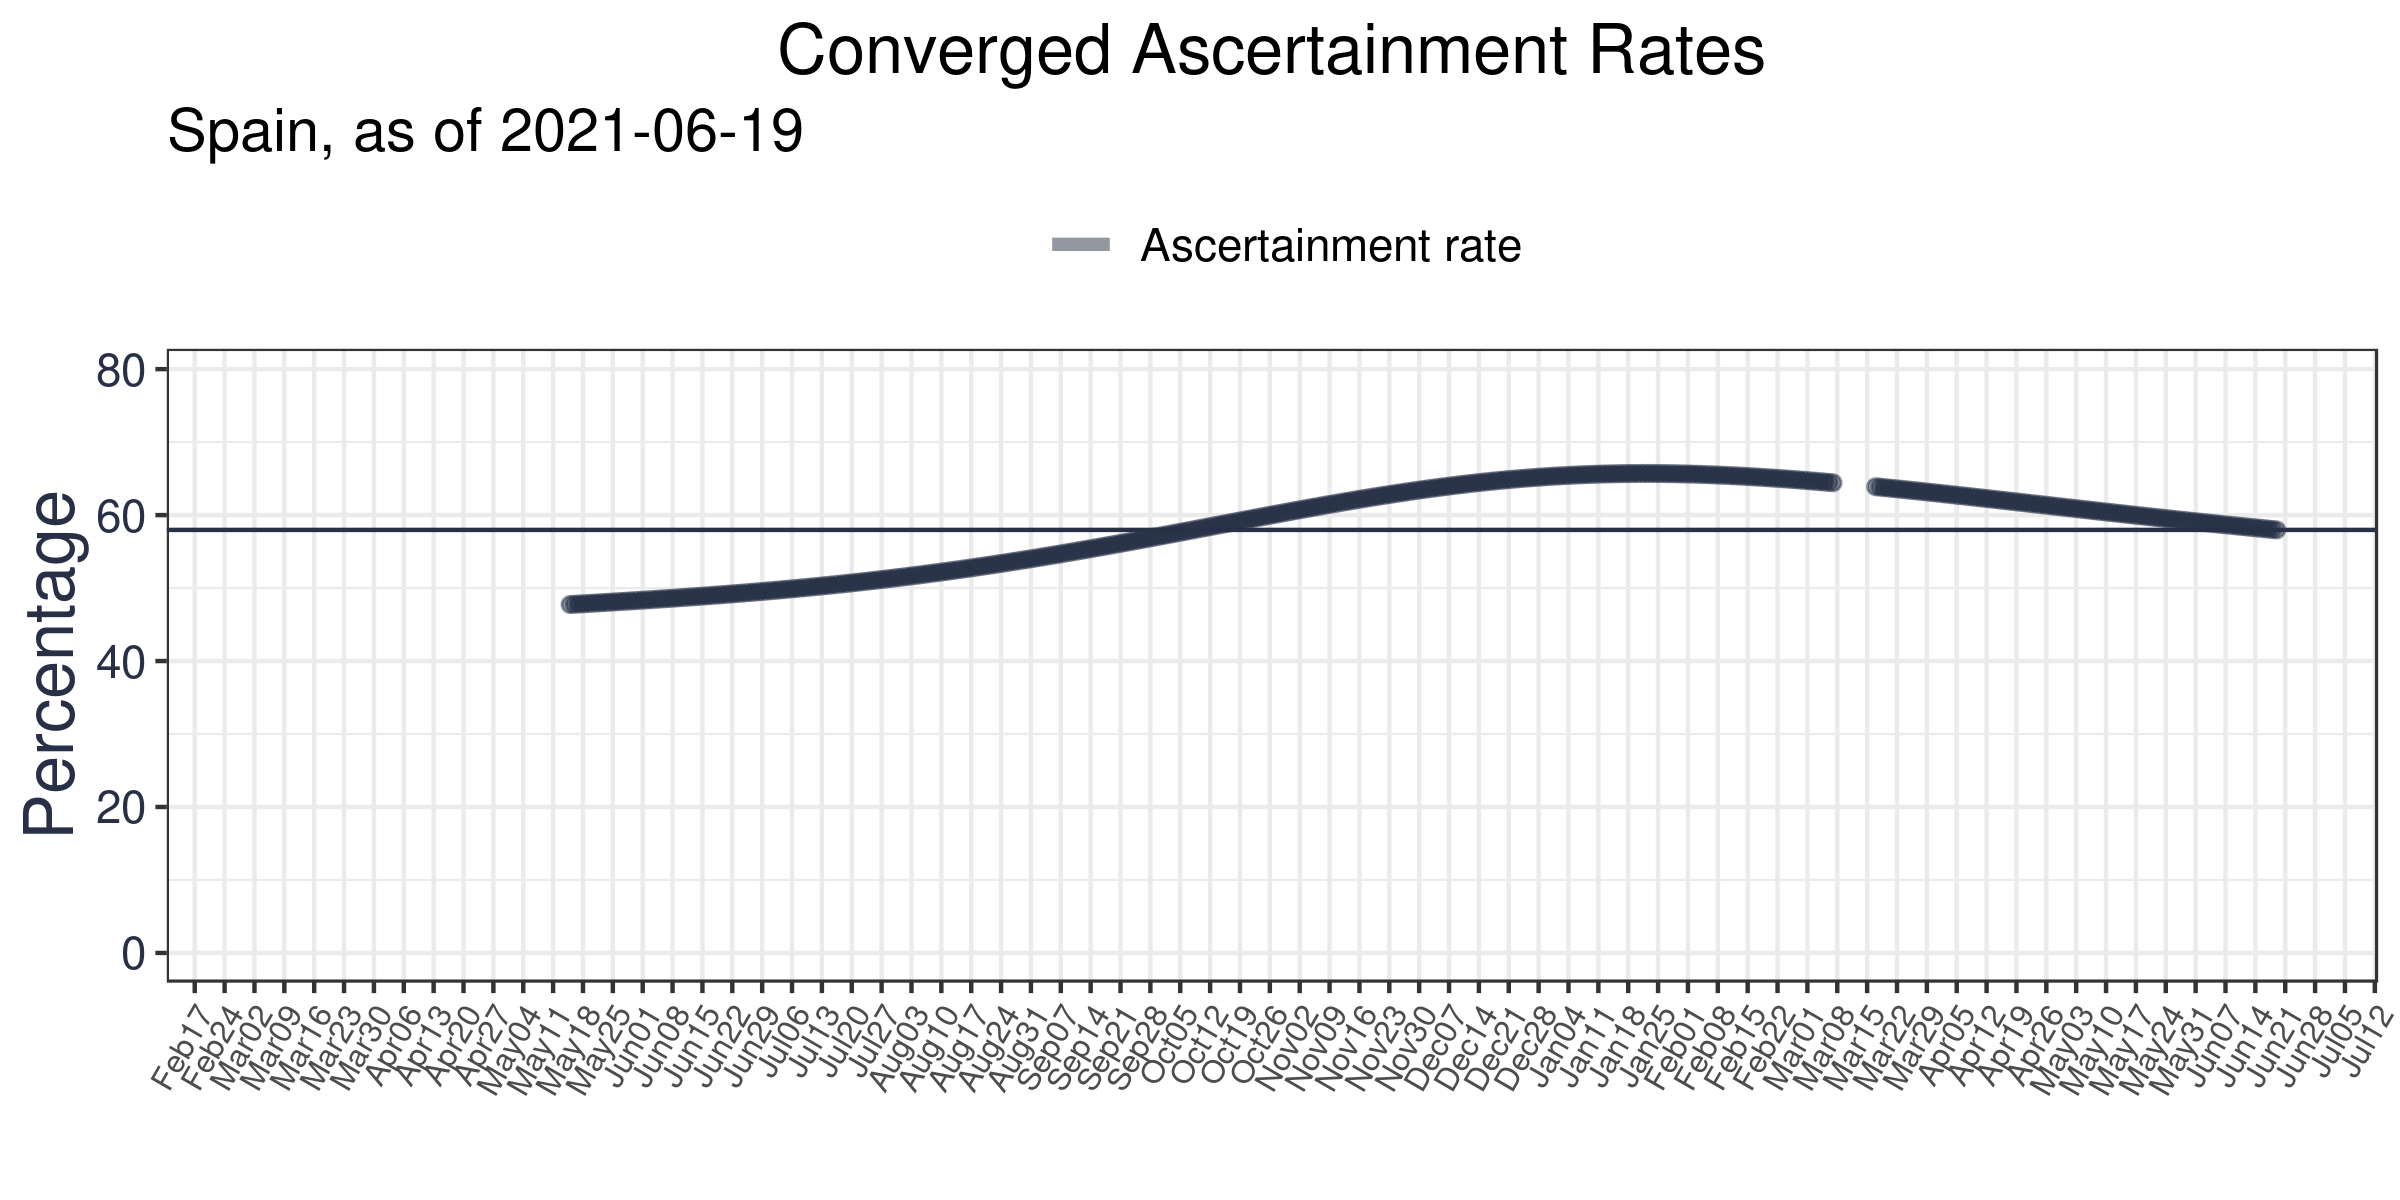 Converged Ascertainment Rates
Spain, as of 2021-06-19
Ascertainment rate
Percentage
80
60
40
20
0
Feb17
Feb24
Mar02
Mar09
Mar16
Mar23
Mar30
Apr06
Apr13
Apr20
Apr27
May04
May11
May18
May25
Jun01
Jun08
Jun15
Jun22
Jun29
Jul06
Jul13
Jul20
Jul27
Aug03
Aug10
Aug17
Aug24
Aug31
Sep07
Sep14
Sep21
Sep28
Oct05
Oct12
Oct19
Oct26
Nov02
Nov09
Nov16
Nov23
Nov30
Dec07
Dec14
Dec21
Dec28
Jan04
Jan11
Jan18
Jan25
Feb01
Feb08
Feb15
Feb22
Mar01
Mar08
Mar15
Mar22
Mar29
Apr05
Apr12
Apr19
Apr26
May03
May10
May17
May24
May31
Jun07
Jun14
Jun21
Jun28
Jul05
Jul12